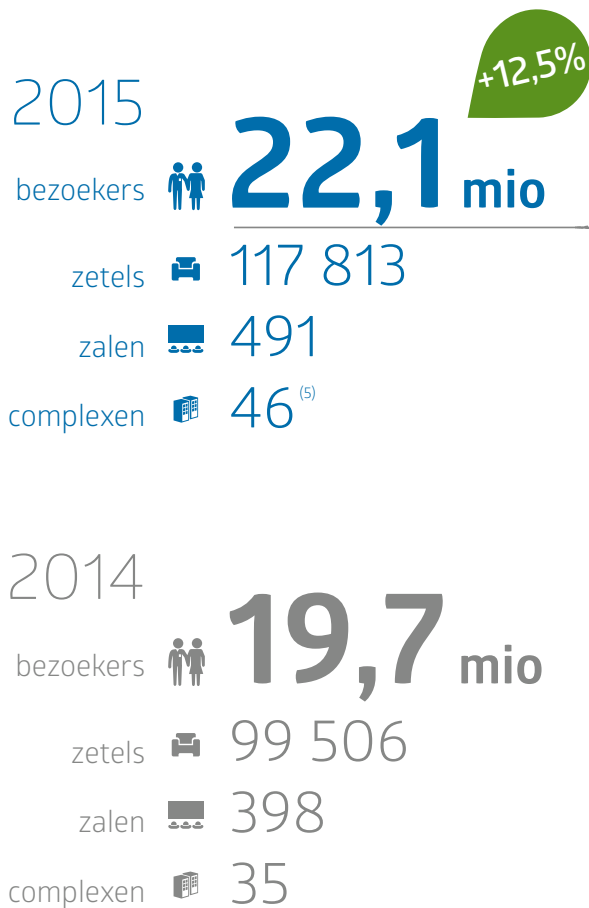 +12,5%
2015
bezoekers 22,1 mio
zetels 117 813
zalen 491
complexen 46 (5)
2014
bezoekers 19,7 mio
zetels 99 506
zalen 398
complexen 35